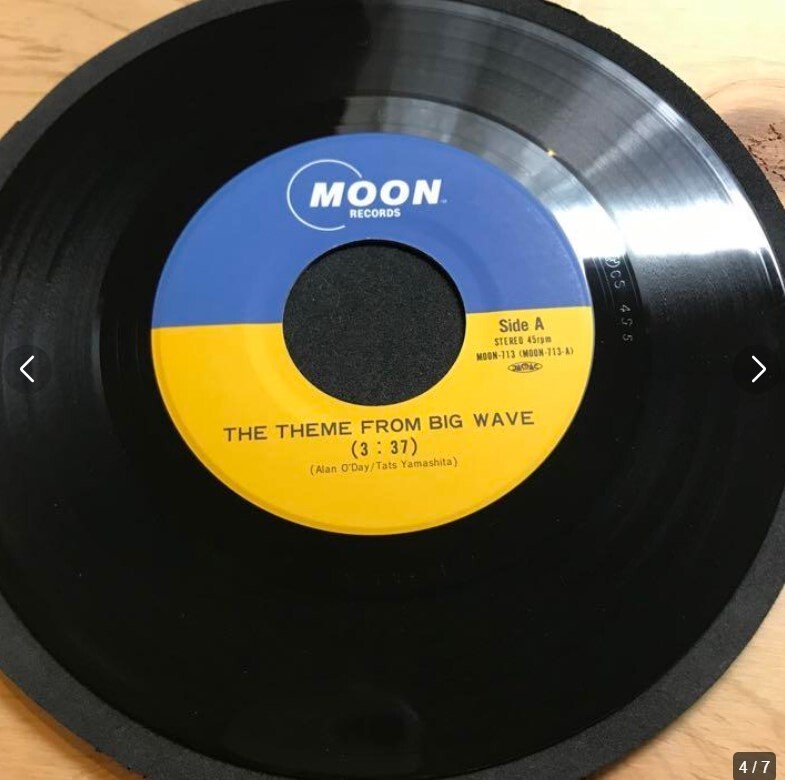 MOON
RECORDS
Side A
STEREO 45rpm
MOON-713 (MOON-713-A)
JASRAC
THE THEME FROM BIG WAVE
(3：37)
(Alan O'Day/Tats Yamashita)
4 / 7